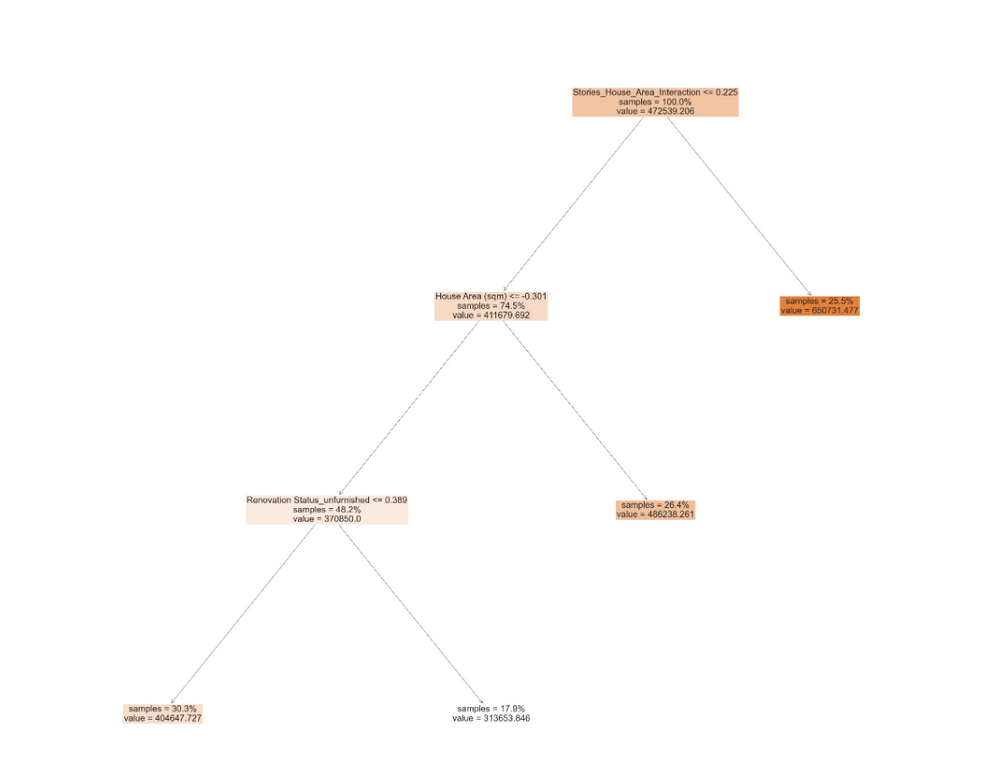 Stories_House_Area_Interaction <= 0.225
samples = 100.0%
value = 472539.206
House Area (sqm) <= -0.301
samples = 74.5%
value = 411679.692
samples = 25.5%
value = 650731.477
Renovation Status_unfurnished <= 0.389
samples = 48.2%
value = 370850.0
samples = 26.4%
value = 486238.261
samples = 30.3%
value = 404647.727
samples = 17.9%
value = 313653.846